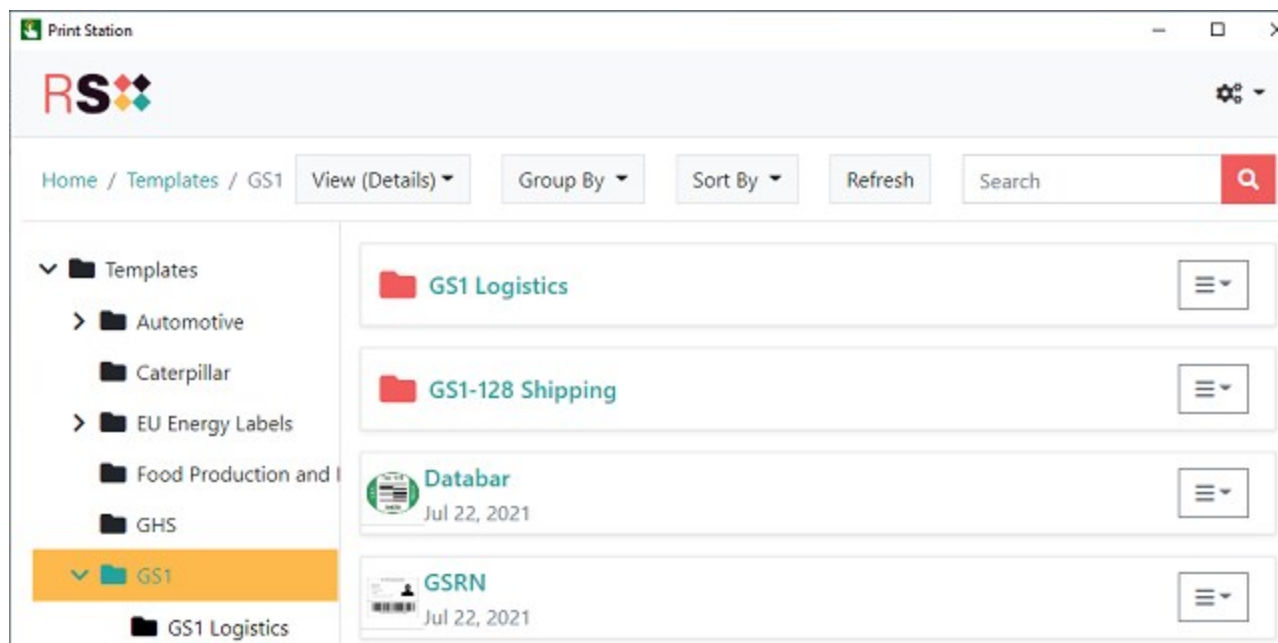 Print Station
RS
Home / Templates / GS1 View (Details) Group By Sort By Refresh Search
Templates
Automotive
Caterpillar
EU Energy Labels
Food Production and
GHS
GS1
GS1 Logistics
GS1 Logistics
GS1-128 Shipping
Databar
Jul 22, 2021
GSRN
Jul 22, 2021